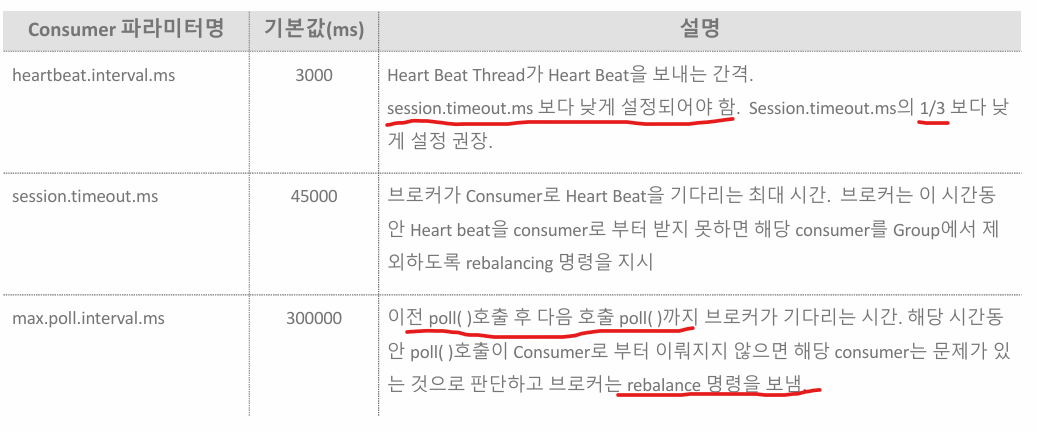 Consumer 파라미터명 기본값(ms) 설명
heartbeat.interval.ms 3000 Heart Beat Thread가 Heart Beat을 보내는 간격.
session.timeout.ms 보다 낮게 설정되어야 함. Session.timeout.ms의 1/3 보다 낮
게 설정 권장.
session.timeout.ms 45000 브로커가 Consumer로 Heart Beat을 기다리는 최대 시간. 브로커는 이 시간동
안 Heart beat을 consumer로 부터 받지 못하면 해당 consumer를 Group에서 제
외하도록 rebalancing 명령을 지시
max.poll.interval.ms 300000 이전 poll( )호출 후 다음 호출 poll( )까지 브로커가 기다리는 시간. 해당 시간동
안 poll( )호출이 Consumer로 부터 이뤄지지 않으면 해당 consumer는 문제가 있
는 것으로 판단하고 브로커는 rebalance 명령을 보냄.